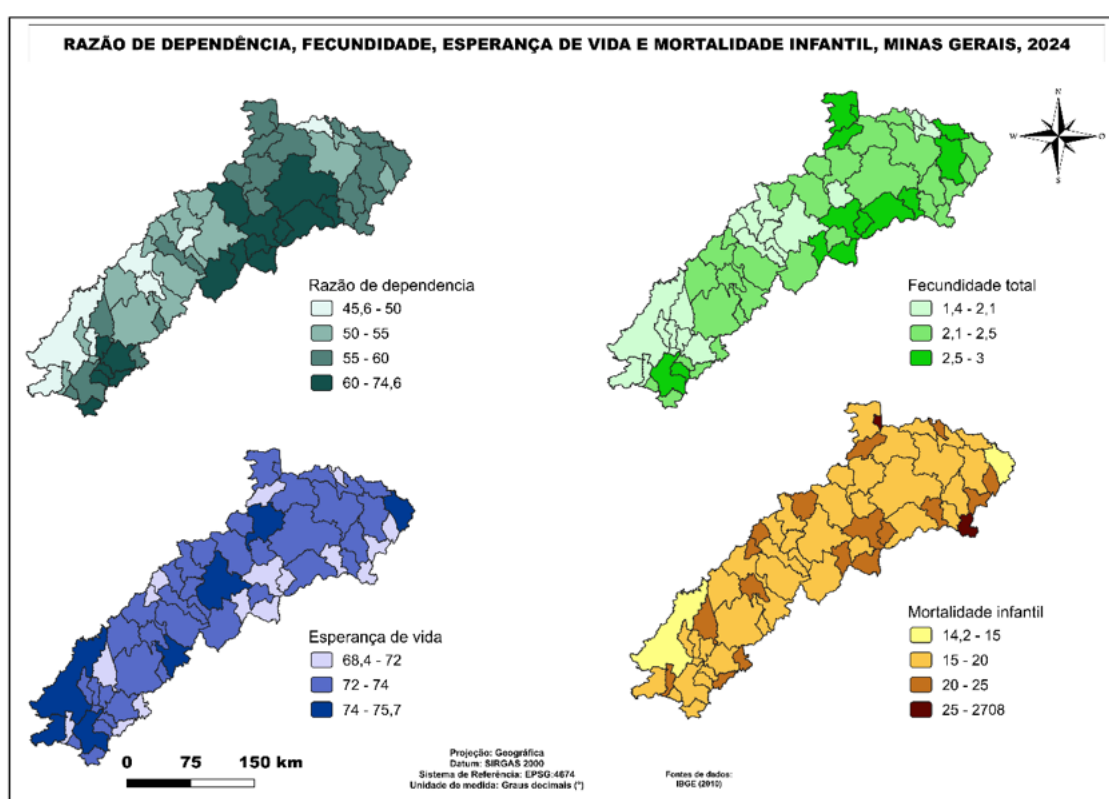 RAZÃO DE DEPENDÊNCIA, FECUNDIDADE, ESPERANÇA DE VIDA E MORTALIDADE INFANTIL, MINAS GERAIS, 2024
N
W
O
S
Razão de dependencia
45,6 - 50
50 - 55
55 - 60
60 - 74,6
Fecundidade total
1,4 - 2,1
2,1 - 2,5
2,5 - 3
Esperança de vida
68,4 - 72
72 - 74
74 - 75,7
Mortalidade infantil
14,2 - 15
15 - 20
20 - 25
25 - 2708
0 75 150 km
Projeção: Geográfica
Datum: SIRGAS 2000
Sistema de Referência: EPSG:4674
Unidade de medida: Graus decimais (°)
Fontes de dados:
IBGE (2010)